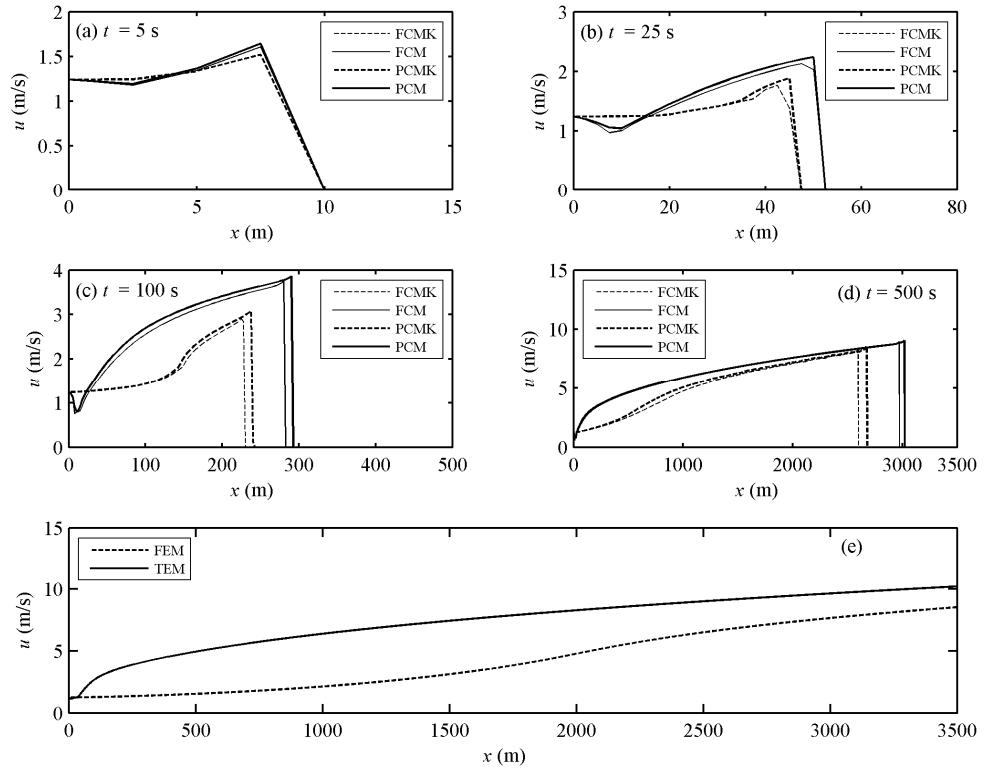 (a) t = 5 s
FCMK
FCM
PCMK
PCM
2
1.5
1
0.5
0
u (m/s)
0 5 10 15
x (m)
(b) t = 25 s
FCMK
FCM
PCMK
PCM
3
2
1
0
u (m/s)
0 20 40 60 80
x (m)
(c) t = 100 s
FCMK
FCM
PCMK
PCM
4
3
2
1
0
u (m/s)
0 100 200 300 400 500
x (m)
(d) t = 500 s
FCMK
FCM
PCMK
PCM
15
10
5
0
u (m/s)
0 1000 2000 3000 3500
x (m)
(e)
FEM
TEM
15
10
5
0
u (m/s)
0 500 1000 1500 2000 2500 3000 3500
x (m)